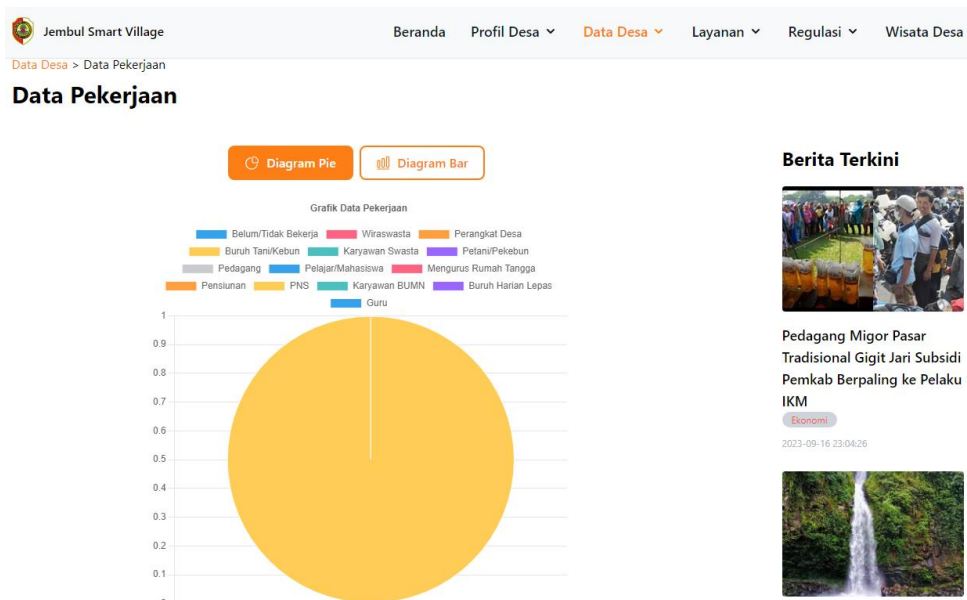 Jembul Smart Village
Beranda Profil Desa Data Desa Layanan Regulasi Wisata Desa
Data Desa > Data Pekerjaan
Data Pekerjaan
Diagram Pie Diagram Bar
Grafik Data Pekerjaan
Belum/Tidak Bekerja Wiraswasta Perangkat Desa
Buruh Tani/Kebun Karyawan Swasta Petani/Pekebun
Pedagang Pelajar/Mahasiswa Mengurus Rumah Tangga
Pensiunan PNS Karyawan BUMN Buruh Harian Lepas
Guru
1
0.9
0.8
0.7
0.6
0.5
0.4
0.3
0.2
0.1
Berita Terkini
Pedagang Migor Pasar
Tradisional Gigit Jari Subsidi
Pemkab Berpaling ke Pelaku
IKM
Ekonomi
2023-09-16 23:04:26